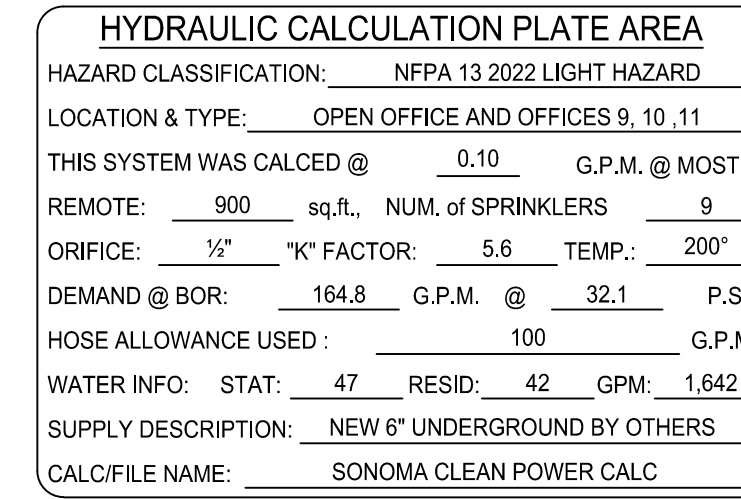 HYDRAULIC CALCULATION PLATE AREA
HAZARD CLASSIFICATION: NFPA 13 2022 LIGHT HAZARD
LOCATION & TYPE: OPEN OFFICE AND OFFICES 9, 10 ,11
THIS SYSTEM WAS CALCED @ 0.10 G.P.M. @ MOST
REMOTE: 900 sq.ft., NUM. of SPRINKLERS 9
ORIFICE: ½" "K" FACTOR: 5.6 TEMP.: 200°
DEMAND @ BOR: 164.8 G.P.M. @ 32.1 P.S
HOSE ALLOWANCE USED : 100 G.P.M
WATER INFO: STAT: 47 RESID: 42 GPM: 1,642
SUPPLY DESCRIPTION: NEW 6" UNDERGROUND BY OTHERS
CALC/FILE NAME: SONOMA CLEAN POWER CALC